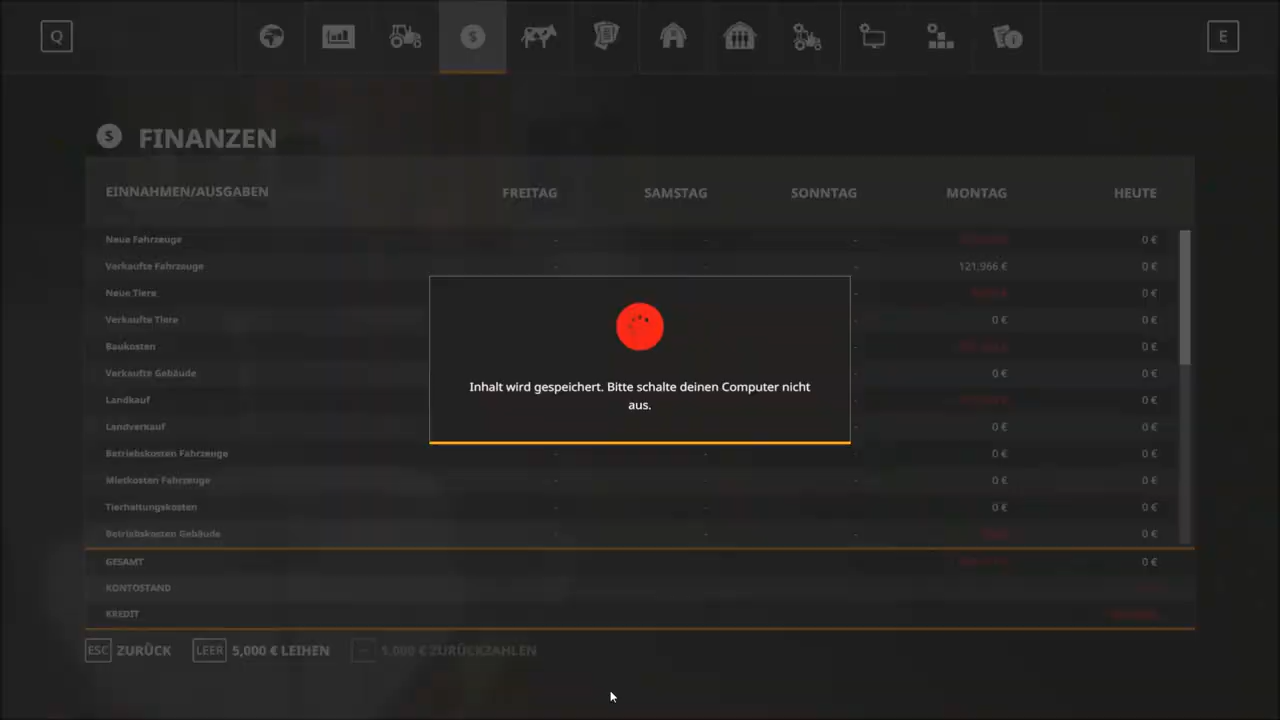 Q
$
E
$ FINANZEN
EINNAHMEN/AUSGABEN FREITAG SAMSTAG SONNTAG MONTAG HEUTE
Neue Fahrzeuge - - - 0 €
Verkaufte Fahrzeuge - - - 121,966 € 0 €
Neue Tiere - 0 €
Verkaufte Tiere 0 € 0 €
Baukosten 0 €
Verkaufte Gebäude 0 € 0 €
Landkauf 0 €
Landverkauf 0 € 0 €
Betriebskosten Fahrzeuge - - - 0 € 0 €
Mietkosten Fahrzeuge - - - 0 € 0 €
Tierhaltungskosten - - - 0 € 0 €
Betriebskosten Gebäude - - - 0 €
GESAMT 0 €
KONTOSTAND
KREDIT
Inhalt wird gespeichert. Bitte schalte deinen Computer nicht
aus.
ESC ZURÜCK LEER 5,000 € LEIHEN 5,000 € ZURÜCKZAHLEN